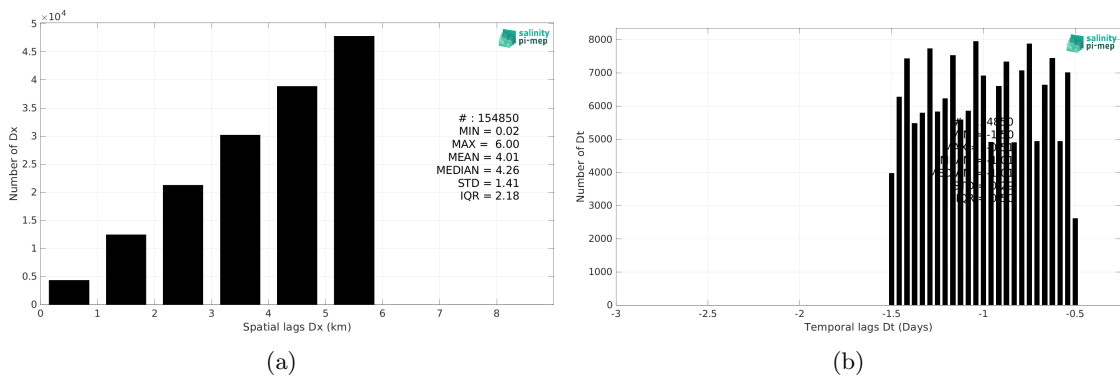 ×10⁴
5
4.5
4
3.5
3
2.5
2
1.5
1
0.5
0
Number of Dx
salinity
pi-mep
# : 154850
MIN = 0.02
MAX = 6.00
MEAN = 4.01
MEDIAN = 4.26
STD = 1.41
IQR = 2.18
0 1 2 3 4 5 6 7 8
Spatial lags Dx (km)
(a)
8000
7000
6000
5000
4000
3000
2000
1000
0
Number of Dt
salinity
pi-mep
-3 -2.5 -2 -1.5 -1 -0.5
Temporal lags Dt (Days)
(b)